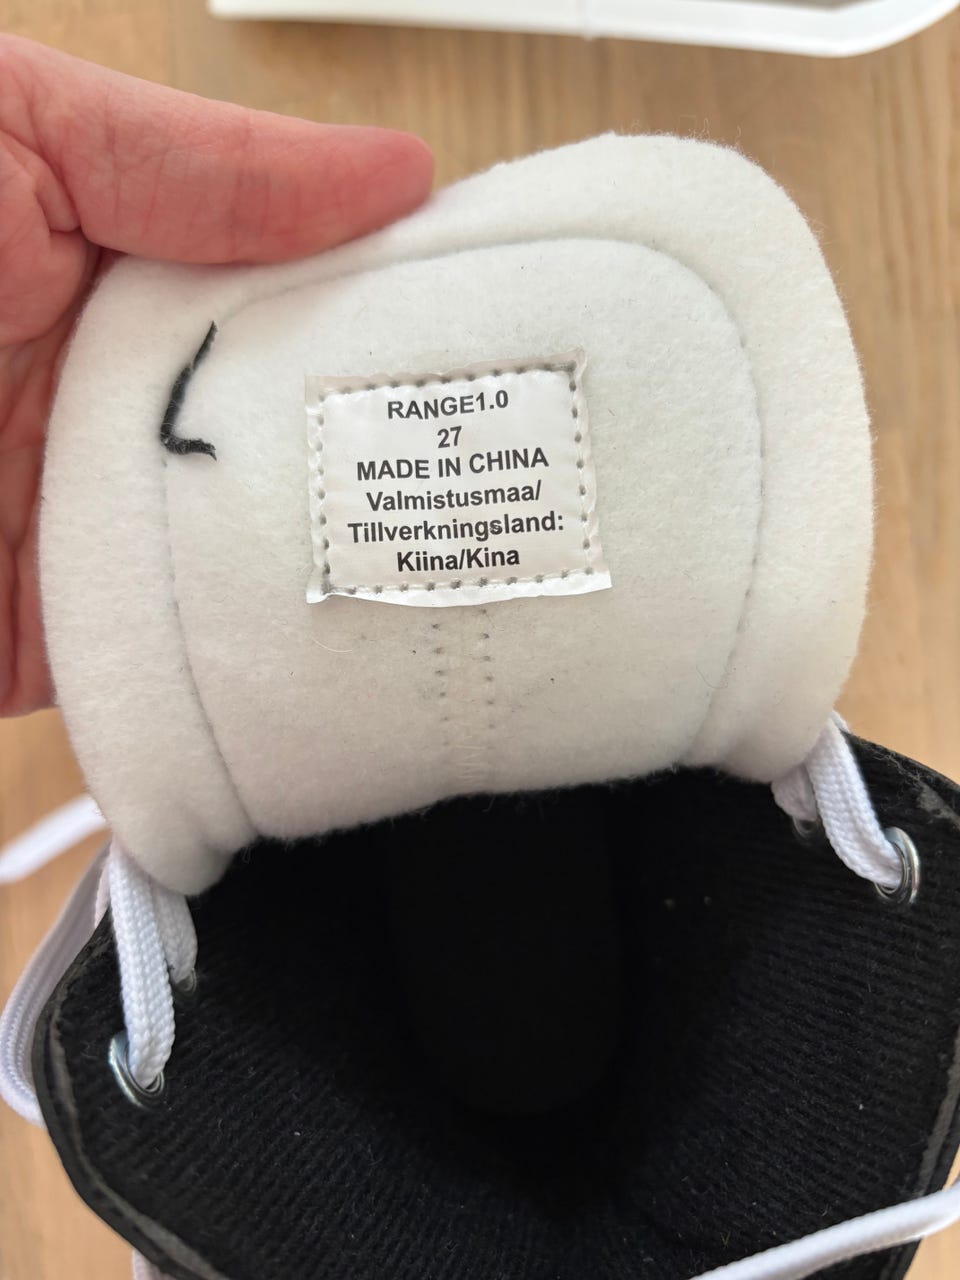 RANGE1.0
27
MADE IN CHINA
Valmistusmaa/
Tillverkningsland:
Kiina/Kina